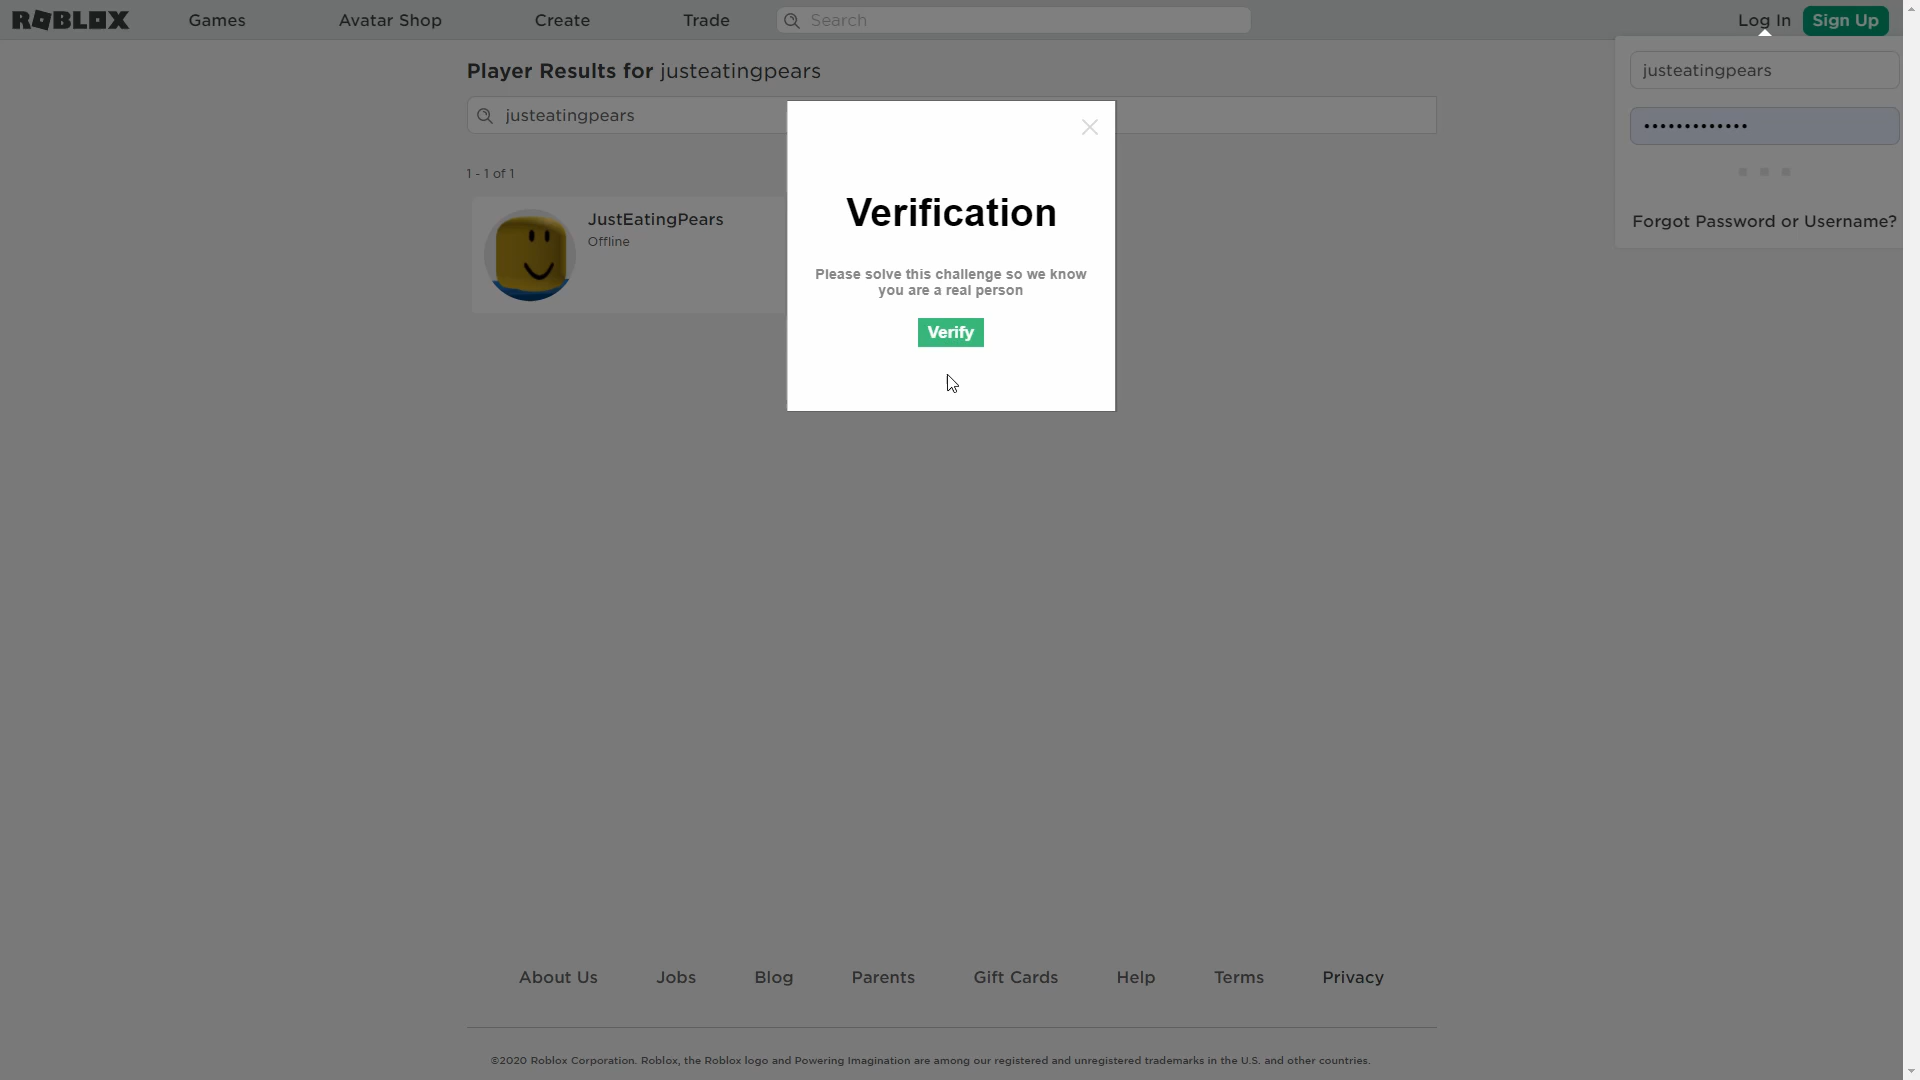 ROBLOX Games Avatar Shop Create Trade Search Log In Sign Up
Player Results for justeatingpears
justeatingpears
1 - 1 of 1
JustEatingPears
Offline
Verification
Please solve this challenge so we know
you are a real person
Verify
justeatingpears
•••••••••••••
Forgot Password or Username?
About Us Jobs Blog Parents Gift Cards Help Terms Privacy
©2020 Roblox Corporation. Roblox, the Roblox logo and Powering Imagination are among our registered and unregistered trademarks in the U.S. and other countries.